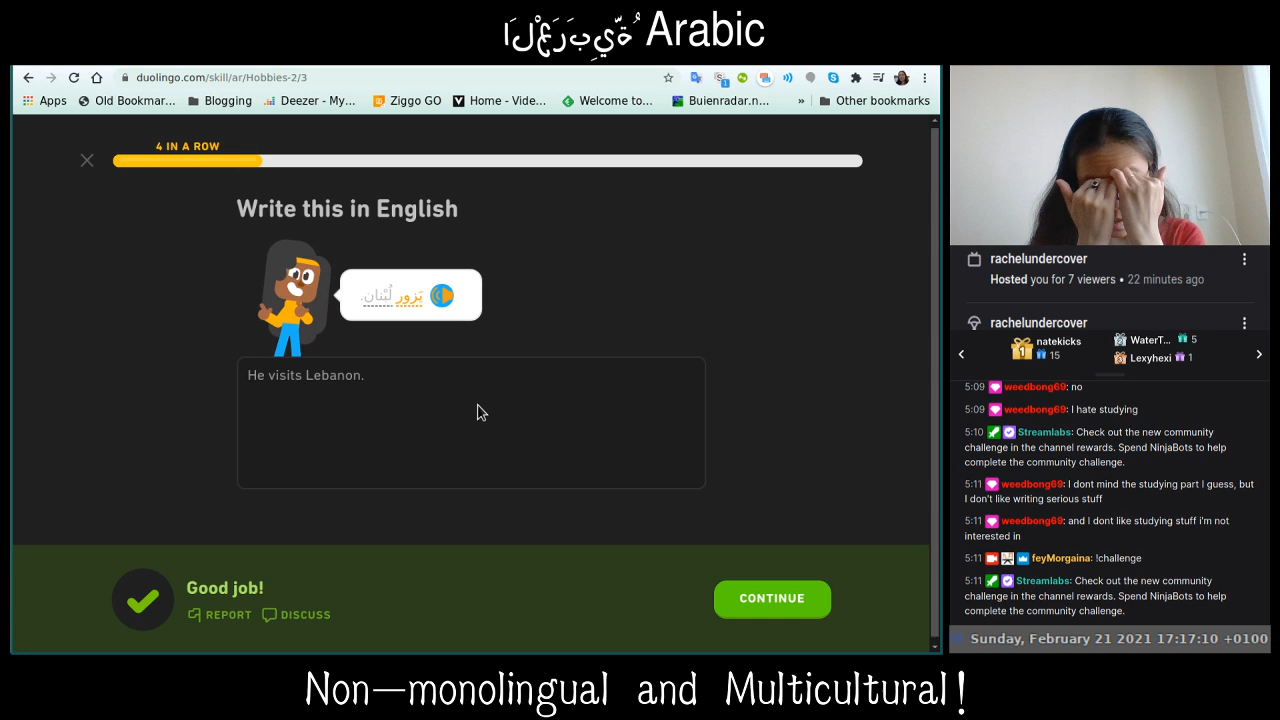 اَلْعَرَبِيَّةُ Arabic
duolingo.com/skill/ar/Hobbies-2/3
Apps Old Bookmar... Blogging Deezer - My... Ziggo GO Home - Vide... Welcome to... Buienradar.n... » Other bookmarks
4 IN A ROW
Write this in English
يَزور لُبْنان.
He visits Lebanon.
Good job!
REPORT DISCUSS
CONTINUE
rachelundercover
Hosted you for 7 viewers • 22 minutes ago
rachelundercover
natekicks
15
WaterT... 5
Lexyhexi 1
5:09 weedbong69: no
5:09 weedbong69: I hate studying
5:10 Streamlabs: Check out the new community
challenge in the channel rewards. Spend NinjaBots to help
complete the community challenge.
5:11 weedbong69: I dont mind the studying part I guess, but
I don't like writing serious stuff
5:11 weedbong69: and I dont like studying stuff i'm not
interested in
5:11 feyMorgaina: !challenge
5:11 Streamlabs: Check out the new community
challenge in the channel rewards. Spend NinjaBots to help
complete the community challenge.
Sunday, February 21 2021 17:17:10 +0100
Non-monolingual and Multicultural!